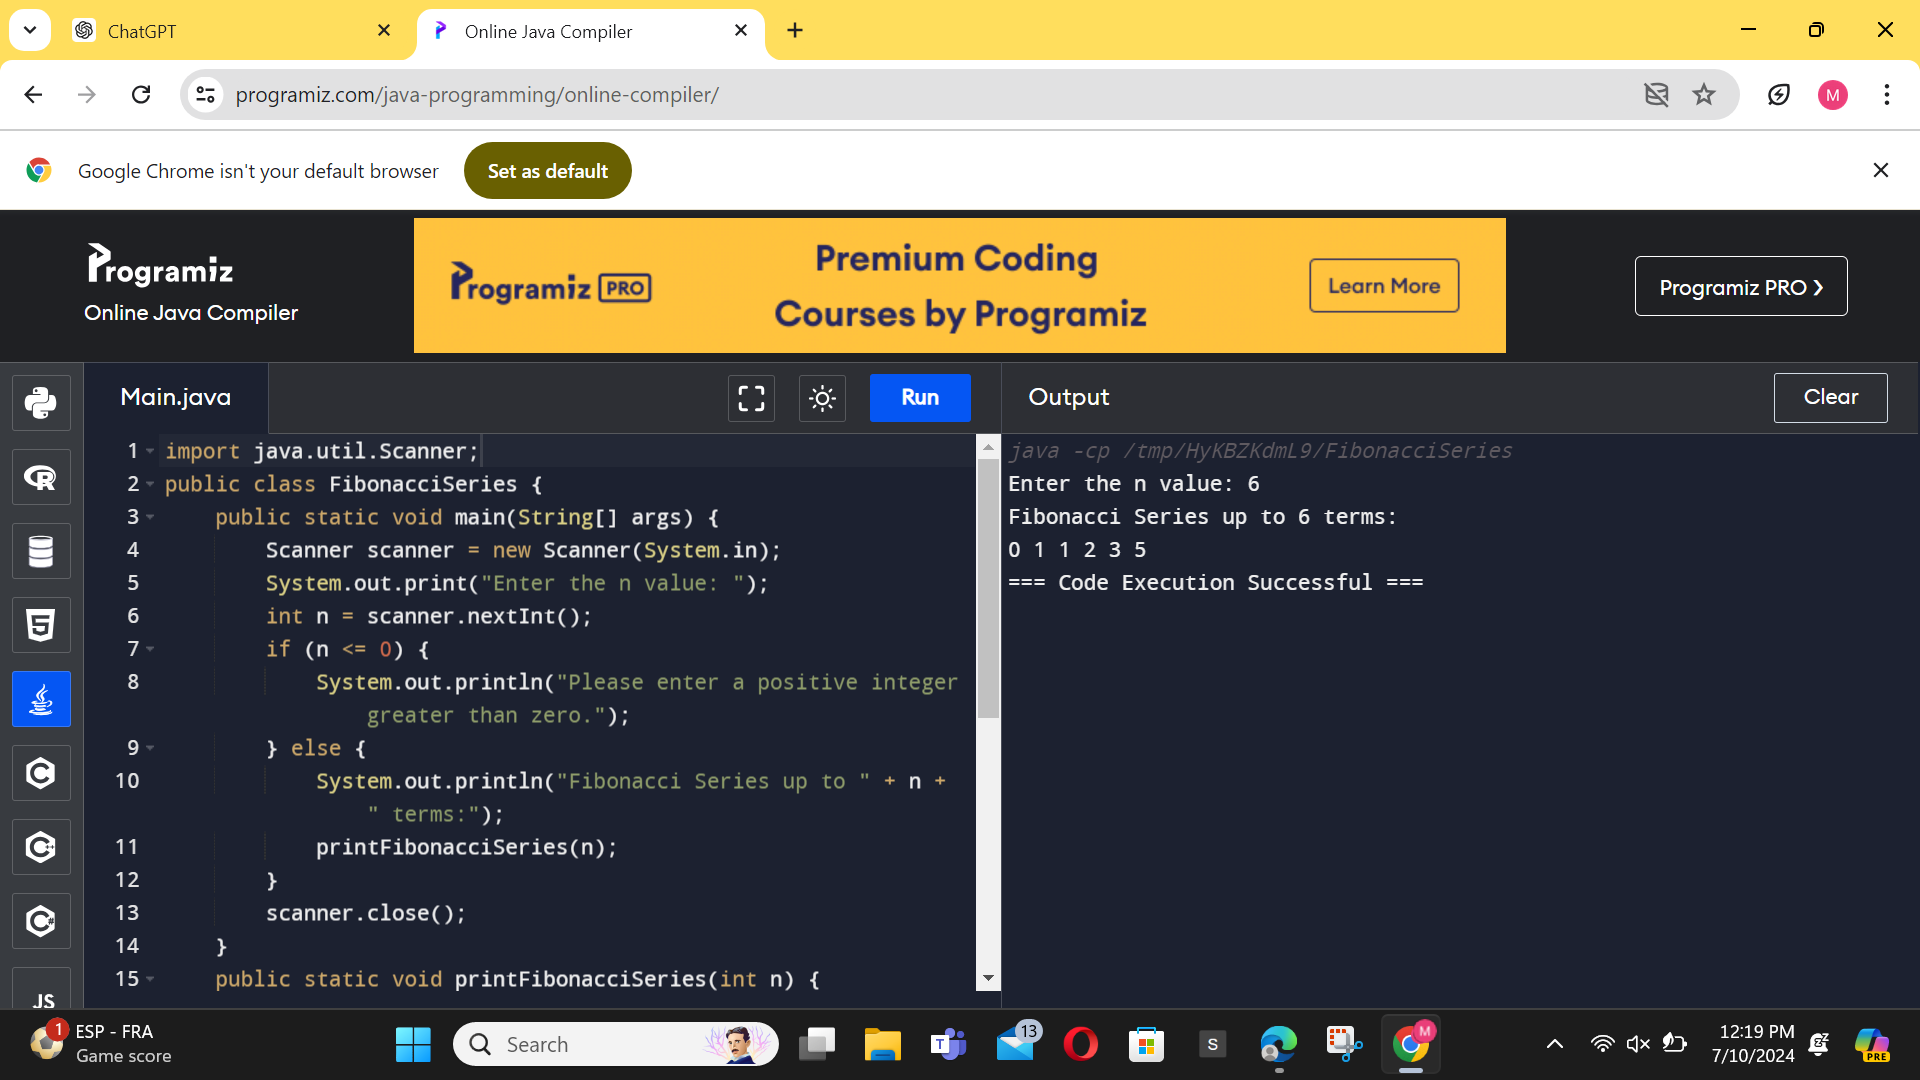 ChatGPT
Online Java Compiler
programiz.com/java-programming/online-compiler/
M
Google Chrome isn't your default browser
Set as default
Programiz
Online Java Compiler
Programiz PRO
Premium Coding
Courses by Programiz
Learn More
Programiz PRO ❯
Main.java
Run
Output
Clear
1 import java.util.Scanner;
2 public class FibonacciSeries {
3 public static void main(String[] args) {
4 Scanner scanner = new Scanner(System.in);
5 System.out.print("Enter the n value: ");
6 int n = scanner.nextInt();
7 if (n <= 0) {
8 System.out.println("Please enter a positive integer
greater than zero.");
9 } else {
10 System.out.println("Fibonacci Series up to " + n +
" terms:");
11 printFibonacciSeries(n);
12 }
13 scanner.close();
14 }
15 public static void printFibonacciSeries(int n) {
java -cp /tmp/HyKBZKdmL9/FibonacciSeries
Enter the n value: 6
Fibonacci Series up to 6 terms:
0 1 1 2 3 5
=== Code Execution Successful ===
R
5
C
C++
C#
JS
1
ESP - FRA
Game score
Search
T
13
S
M
12:19 PM
7/10/2024
PRE